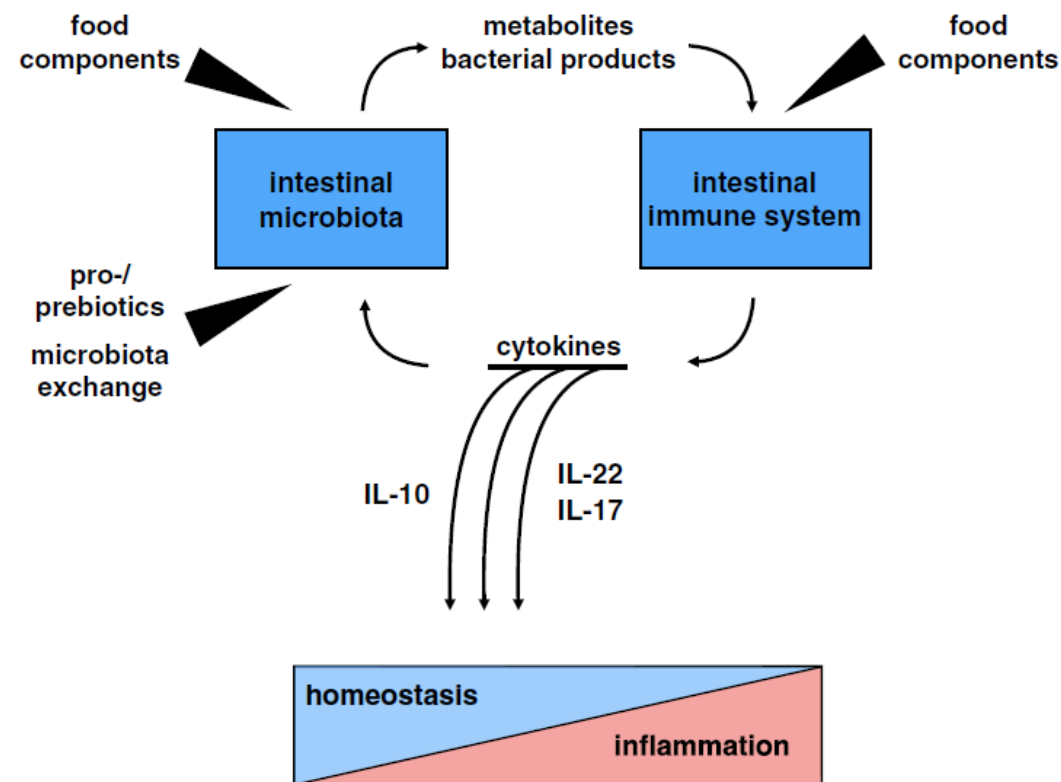 food
components
metabolites
bacterial products
food
components
intestinal
microbiota
intestinal
immune system
pro-/
prebiotics
microbiota
exchange
cytokines
IL-10
IL-22
IL-17
homeostasis
inflammation